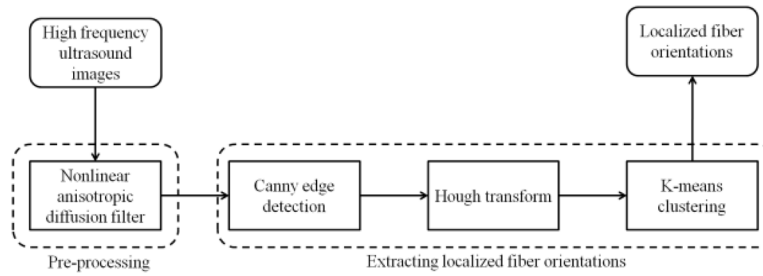 High frequency
ultrasound
images
Localized fiber
orientations
Nonlinear
anisotropic
diffusion filter
Canny edge
detection
Hough transform
K-means
clustering
Pre-processing
Extracting localized fiber orientations